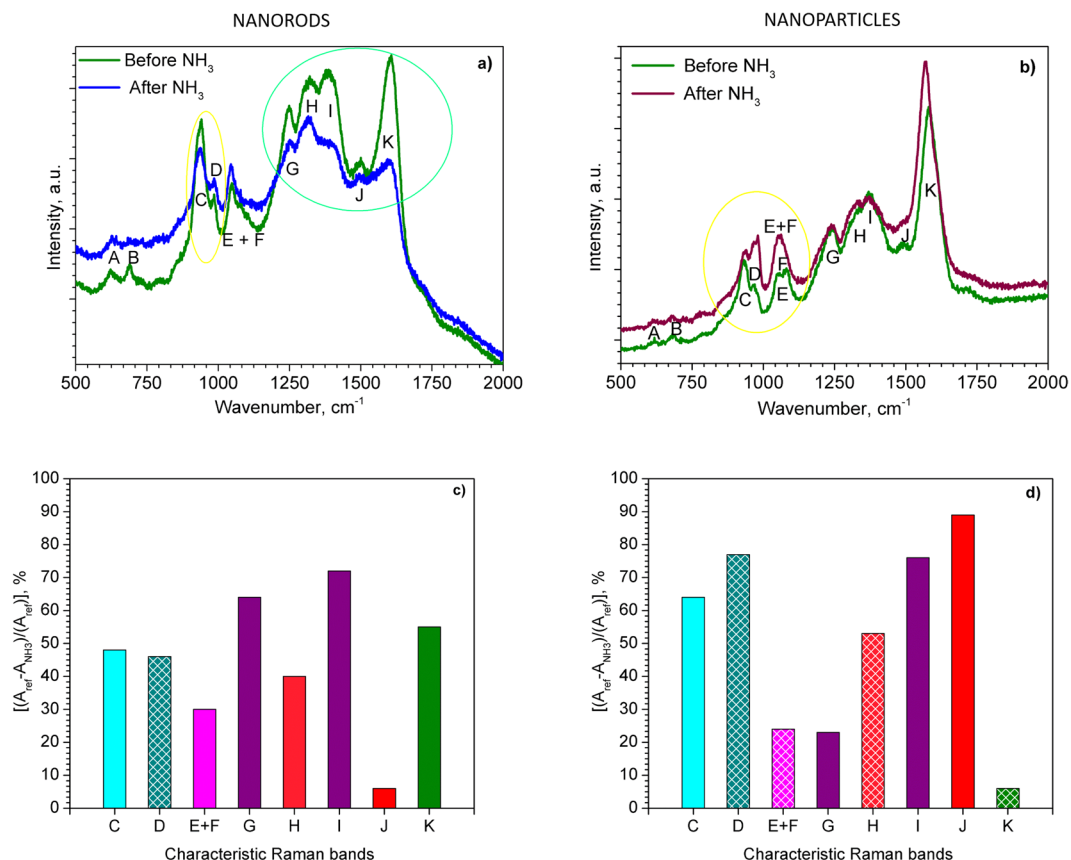 NANORODS
NANOPARTICLES
Before NH3
After NH3
a)
A
B
C
D
E + F
G
H
I
J
K
Intensity, a.u.
500 750 1000 1250 1500 1750 2000
Wavenumber, cm-1
Before NH3
After NH3
b)
A
B
C
D
E+F
F
E
G
H
I
J
K
Intensity, a.u.
500 750 1000 1250 1500 1750 2000
Wavenumber, cm-1
c)
100
90
80
70
60
50
40
30
20
10
0
[(Aref-ANH3)/(Aref)], %
C D E+F G H I J K
Characteristic Raman bands
d)
100
90
80
70
60
50
40
30
20
10
0
[(Aref-ANH3)/(Aref)], %
C D E+F G H I J K
Characteristic Raman bands